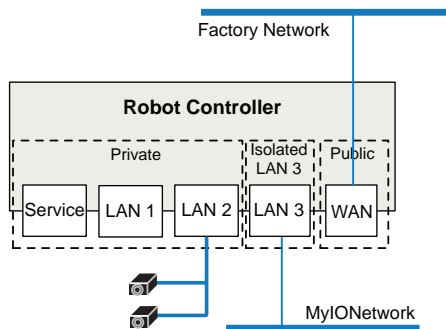 Factory Network
Robot Controller
Private
Isolated
LAN 3
Public
Service
LAN 1
LAN 2
LAN 3
WAN
MyIONetwork